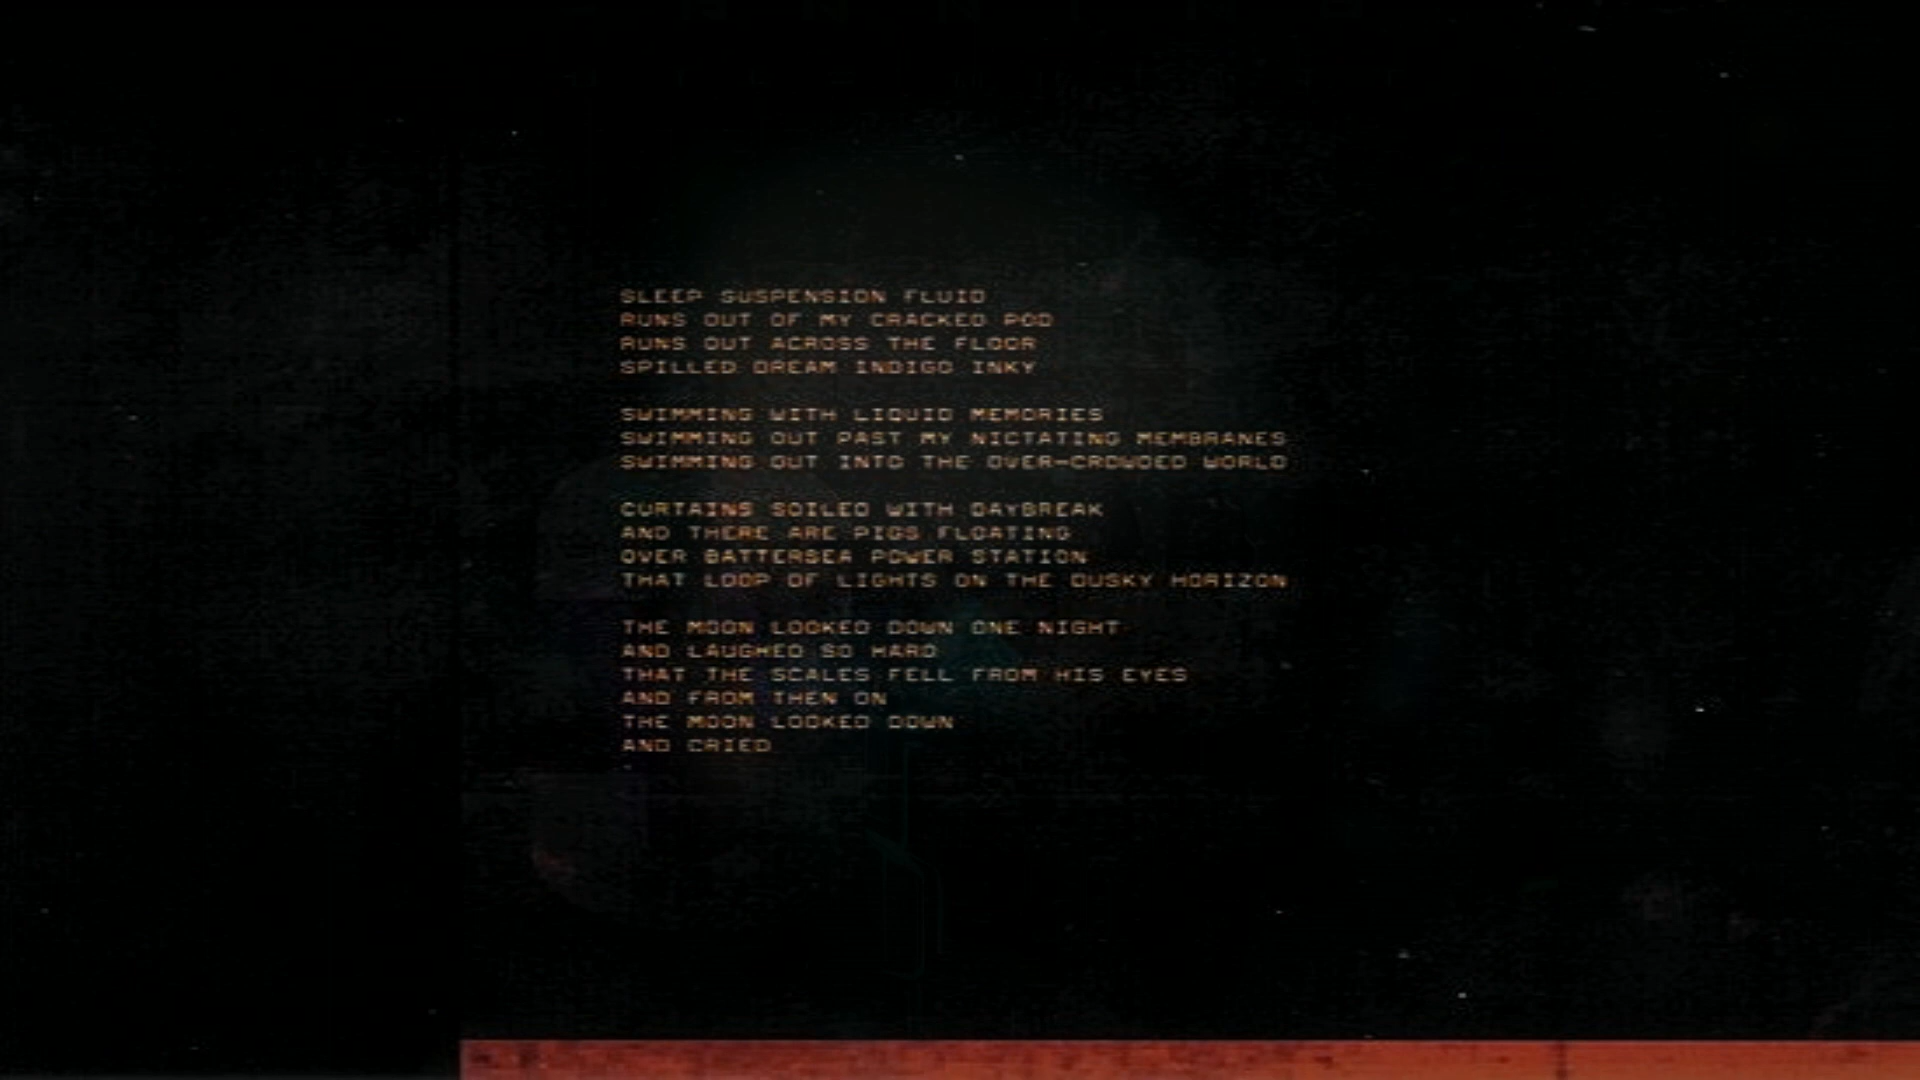 SLEEP SUSPENSION FLUID
RUNS OUT OF MY CRACKED POD
RUNS OUT ACROSS THE FLOOR
SPILLED DREAM INDIGO INKY
SWIMMING WITH LIQUID MEMORIES
SWIMMING OUT PAST MY NICTATING MEMBRANES
SWIMMING OUT INTO THE OVER-CROWDED WORLD
CURTAINS SOILED WITH DAYBREAK
AND THERE ARE PIGS FLOATING
OVER BATTERSEA POWER STATION
THAT LOOP OF LIGHTS ON THE DUSKY HORIZON
THE MOON LOOKED DOWN ONE NIGHT
AND LAUGHED SO HARD
THAT THE SCALES FELL FROM HIS EYES
AND FROM THEN ON
THE MOON LOOKED DOWN
AND CRIED